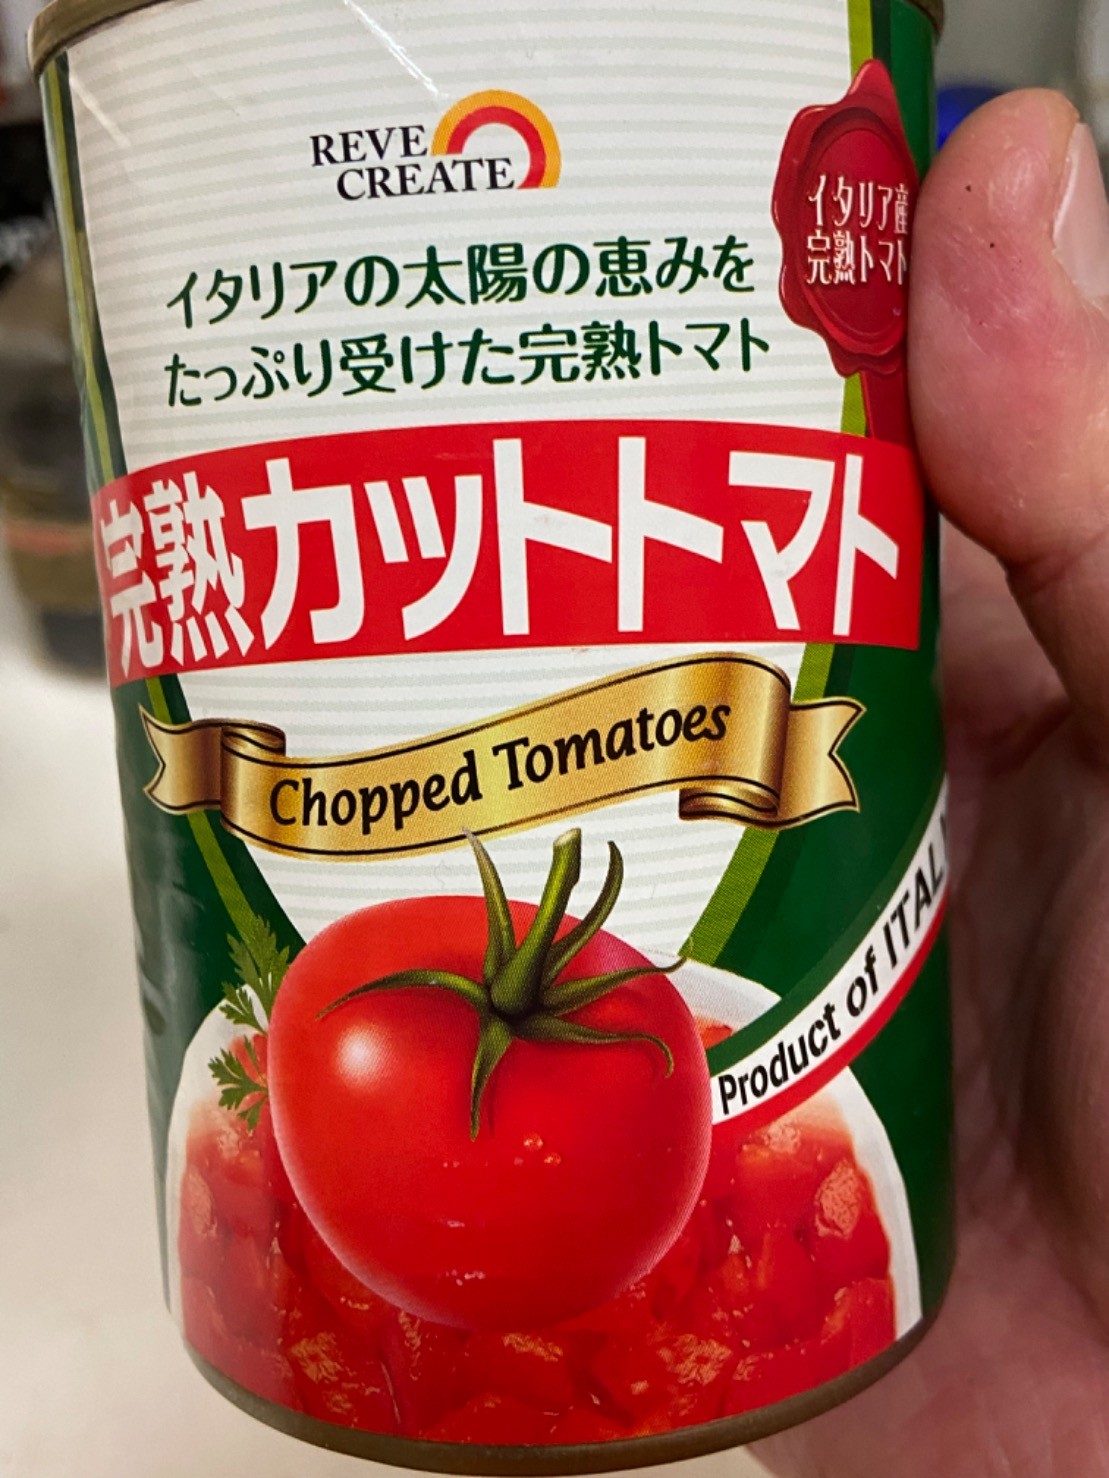 REVE
CREATE
イタリア産
完熟トマト
イタリアの太陽の恵みを
たっぷり受けた完熟トマト
完熟カットトマト
Chopped Tomatoes
Product of ITALY